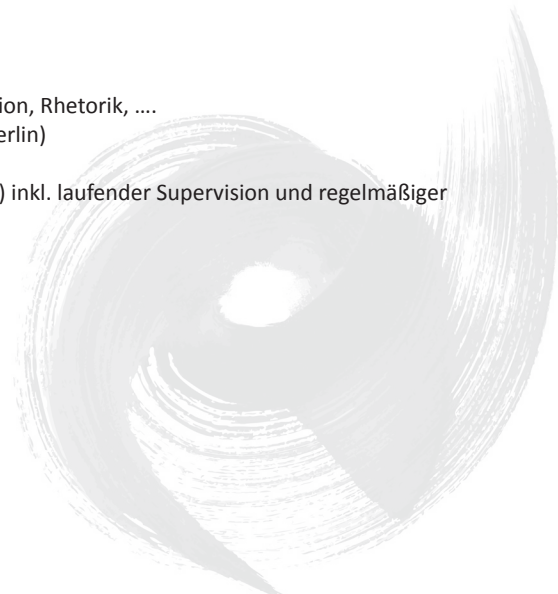 ion, Rhetorik, ....
erlin)
) inkl. laufender Supervision und regelmäßiger